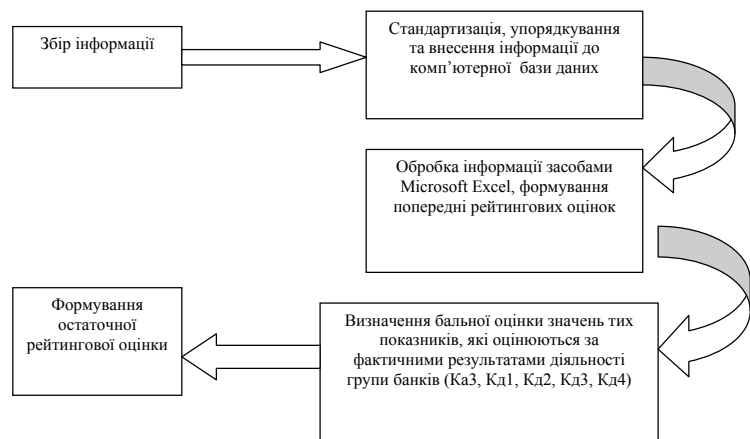 Збір інформації
Стандартизація, упорядкування
та внесення інформації до
комп’ютерної бази даних
Обробка інформації засобами
Microsoft Excel, формування
попередні рейтингових оцінок
Визначення бальної оцінки значень тих
показників, які оцінюються за
фактичними результатами діяльності
групи банків (Ка3, Кд1, Кд2, Кд3, Кд4)
Формування
остаточної
рейтингової оцінки